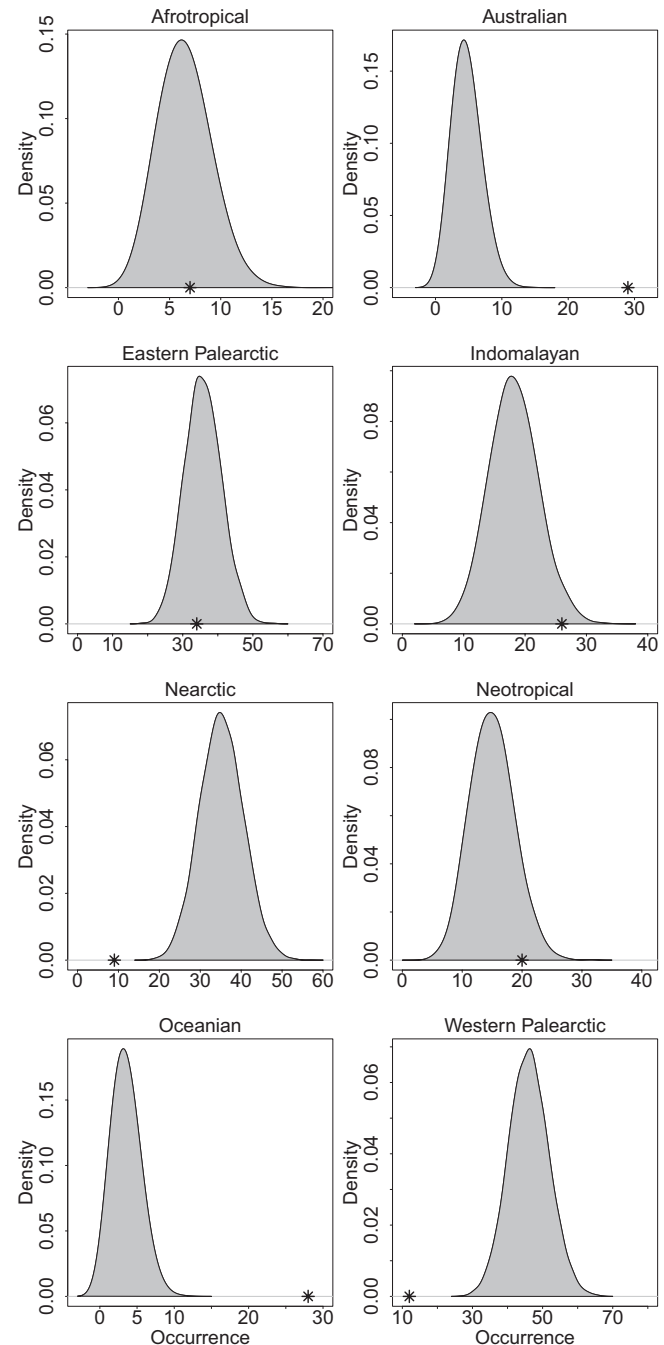 Afrotropical
Density
0.00 0.05 0.10 0.15
0 5 10 15 20
Australian
Density
0.00 0.05 0.10 0.15
0 10 20 30
Eastern Palearctic
Density
0.00 0.02 0.04 0.06
0 10 30 50 70
Indomalayan
Density
0.00 0.04 0.08
0 10 20 30 40
Nearctic
Density
0.00 0.02 0.04 0.06
0 10 20 30 40 50 60
Neotropical
Density
0.00 0.04 0.08
0 10 20 30 40
Oceanian
Density
0.00 0.05 0.10 0.15
0 5 10 20 30
Occurrence
Western Palearctic
Density
0.00 0.02 0.04 0.06
10 30 50 70
Occurrence